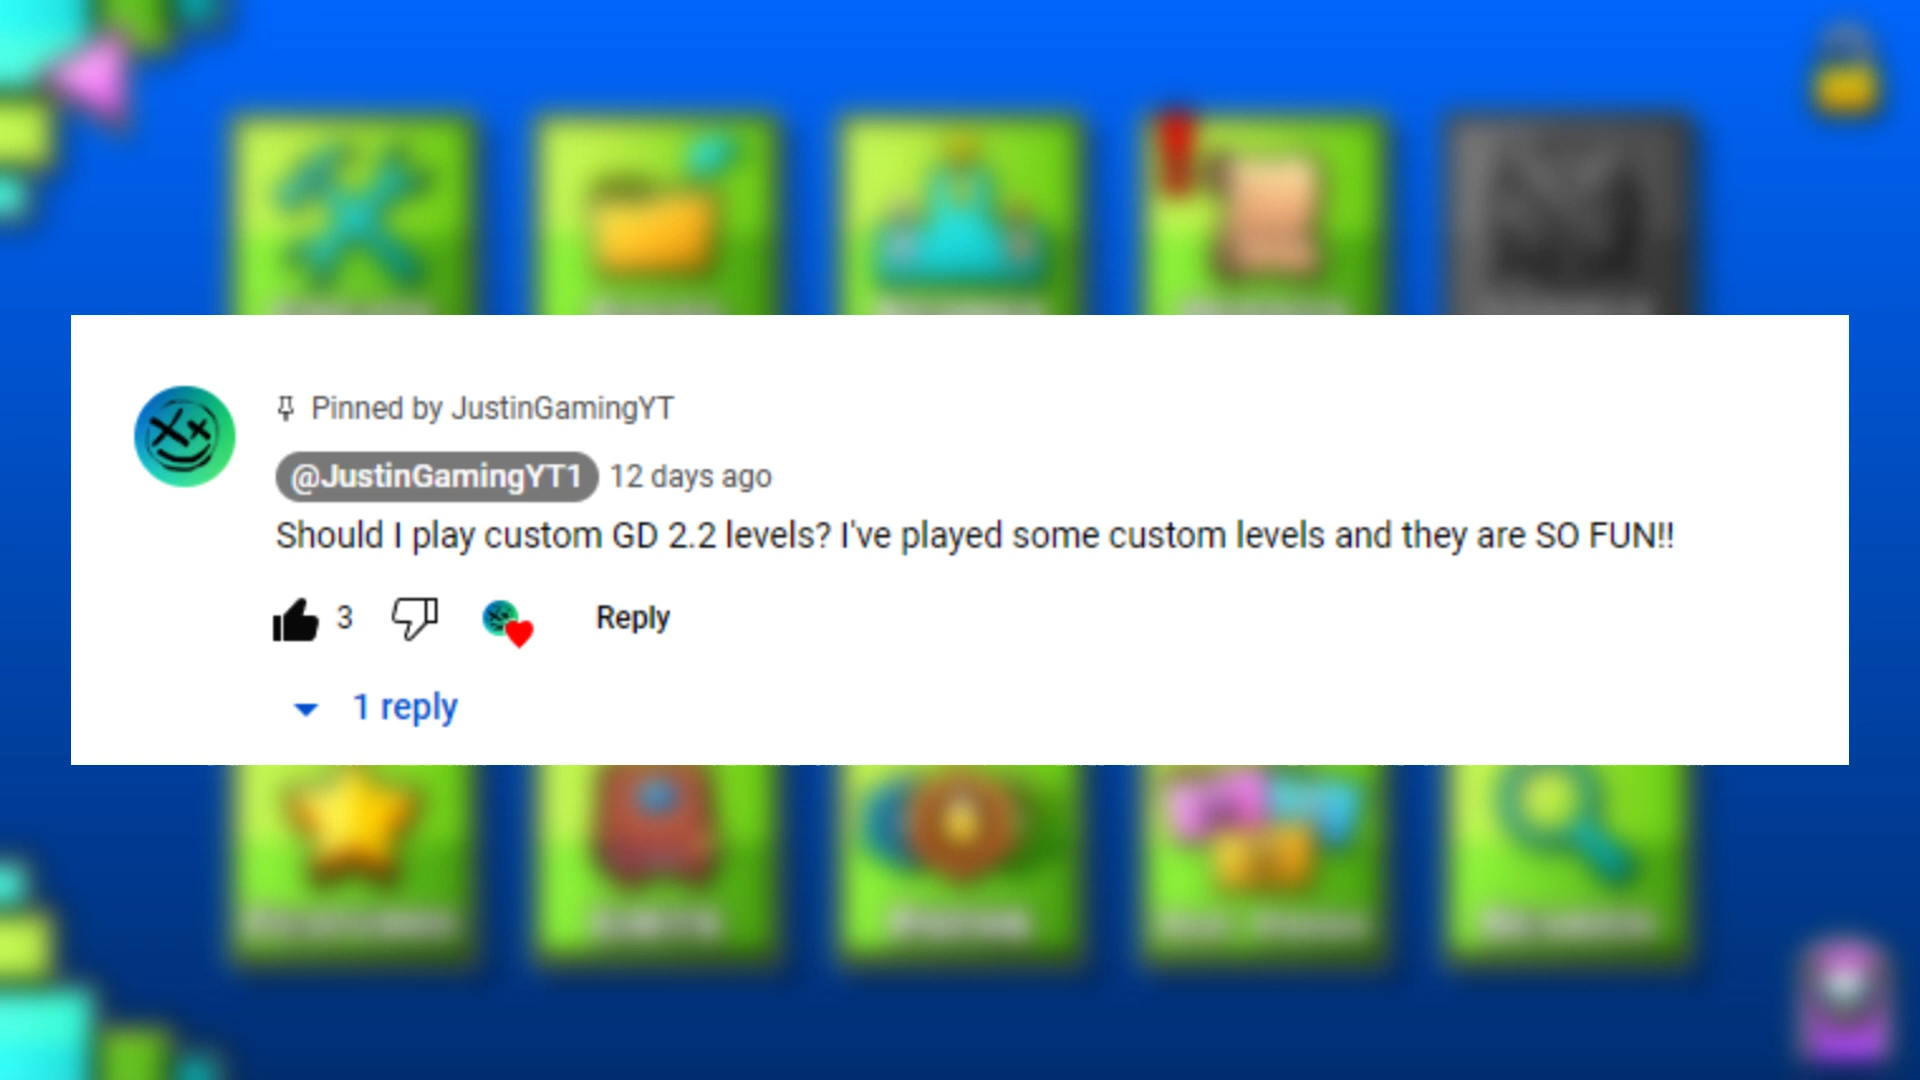 Pinned by JustinGamingYT
@JustinGamingYT1 12 days ago
Should I play custom GD 2.2 levels? I've played some custom levels and they are SO FUN!!
3 Reply
1 reply